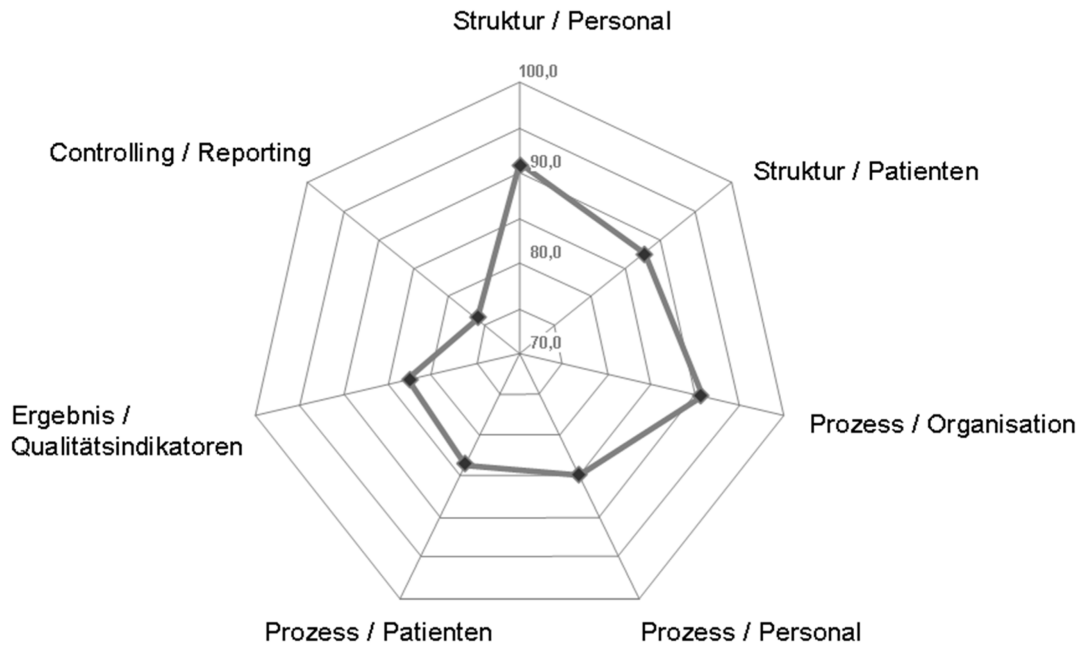 Struktur / Personal
100,0
Controlling / Reporting
90,0
Struktur / Patienten
80,0
70,0
Ergebnis /
Qualitätsindikatoren
Prozess / Organisation
Prozess / Patienten
Prozess / Personal